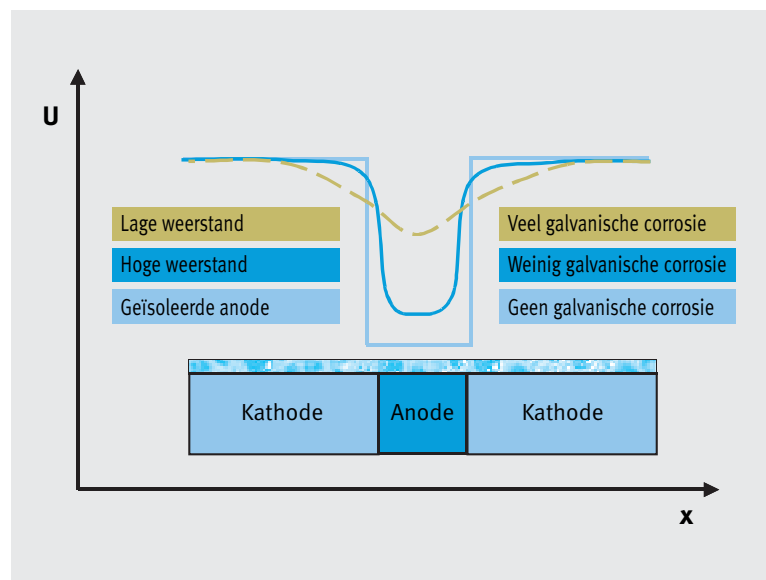 U
Lage weerstand
Veel galvanische corrosie
Hoge weerstand
Weinig galvanische corrosie
Geïsoleerde anode
Geen galvanische corrosie
Kathode
Anode
Kathode
x